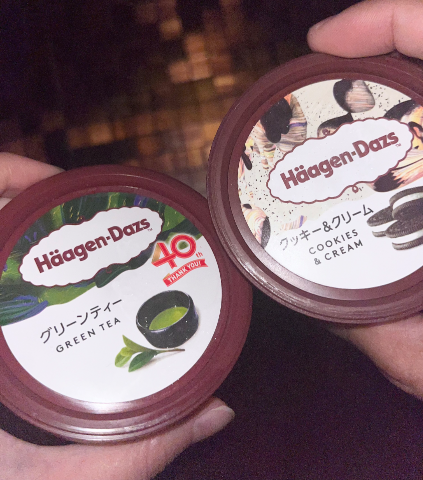 Häagen-Dazs
40
THANK YOU!
グリーンティー
GREEN TEA
Häagen-Dazs
クッキー&クリーム
COOKIES
& CREAM